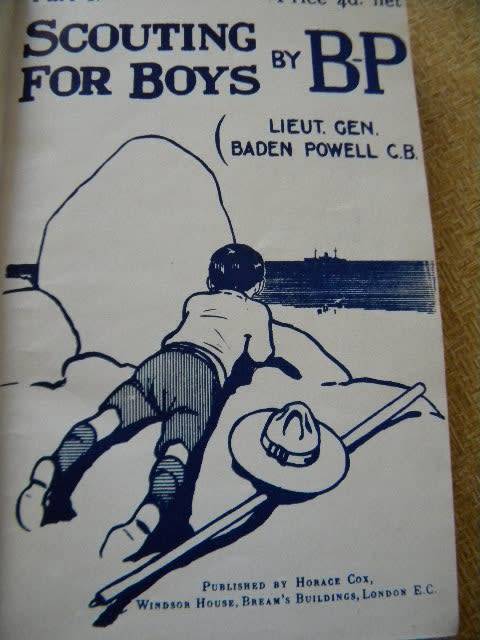 Price 4d. net
SCOUTING
FOR BOYS BY B-P
LIEUT. GEN.
BADEN POWELL C.B.
PUBLISHED BY HORACE COX,
WINDSOR HOUSE, BREAM'S BUILDINGS, LONDON E.C.